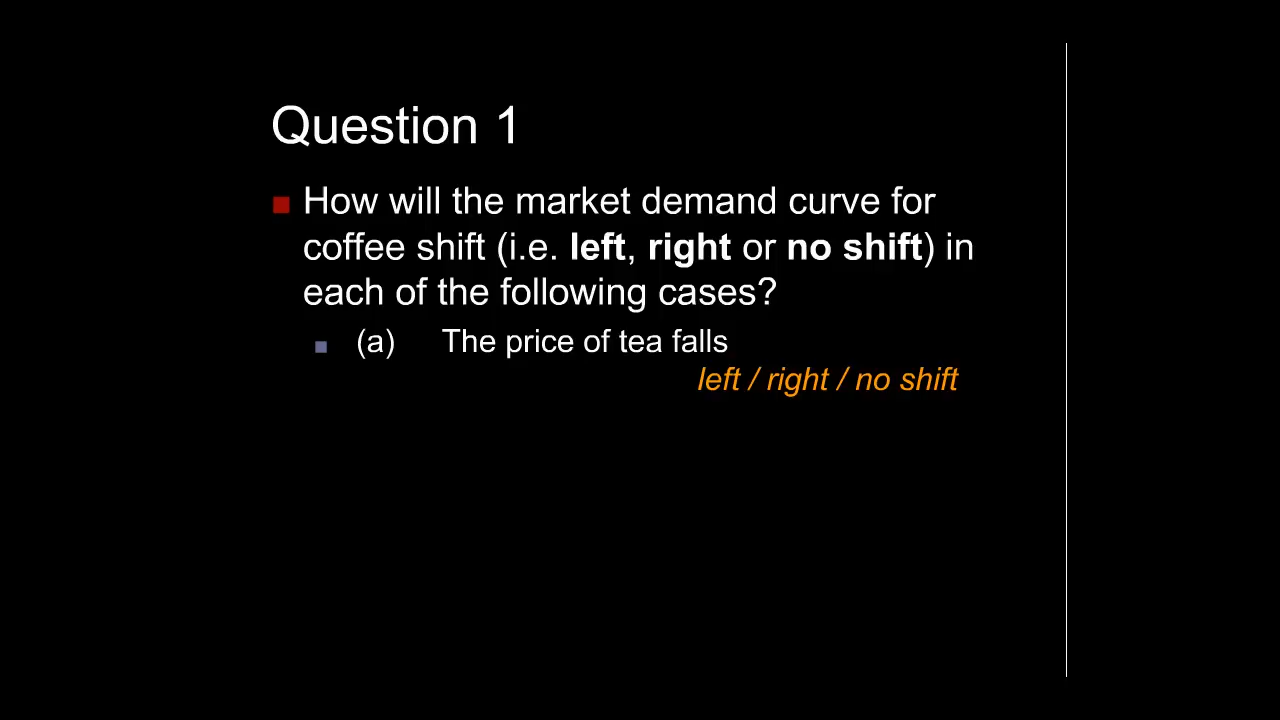 Question 1
How will the market demand curve for
coffee shift (i.e. left, right or no shift) in
each of the following cases?
(a) The price of tea falls
left / right / no shift